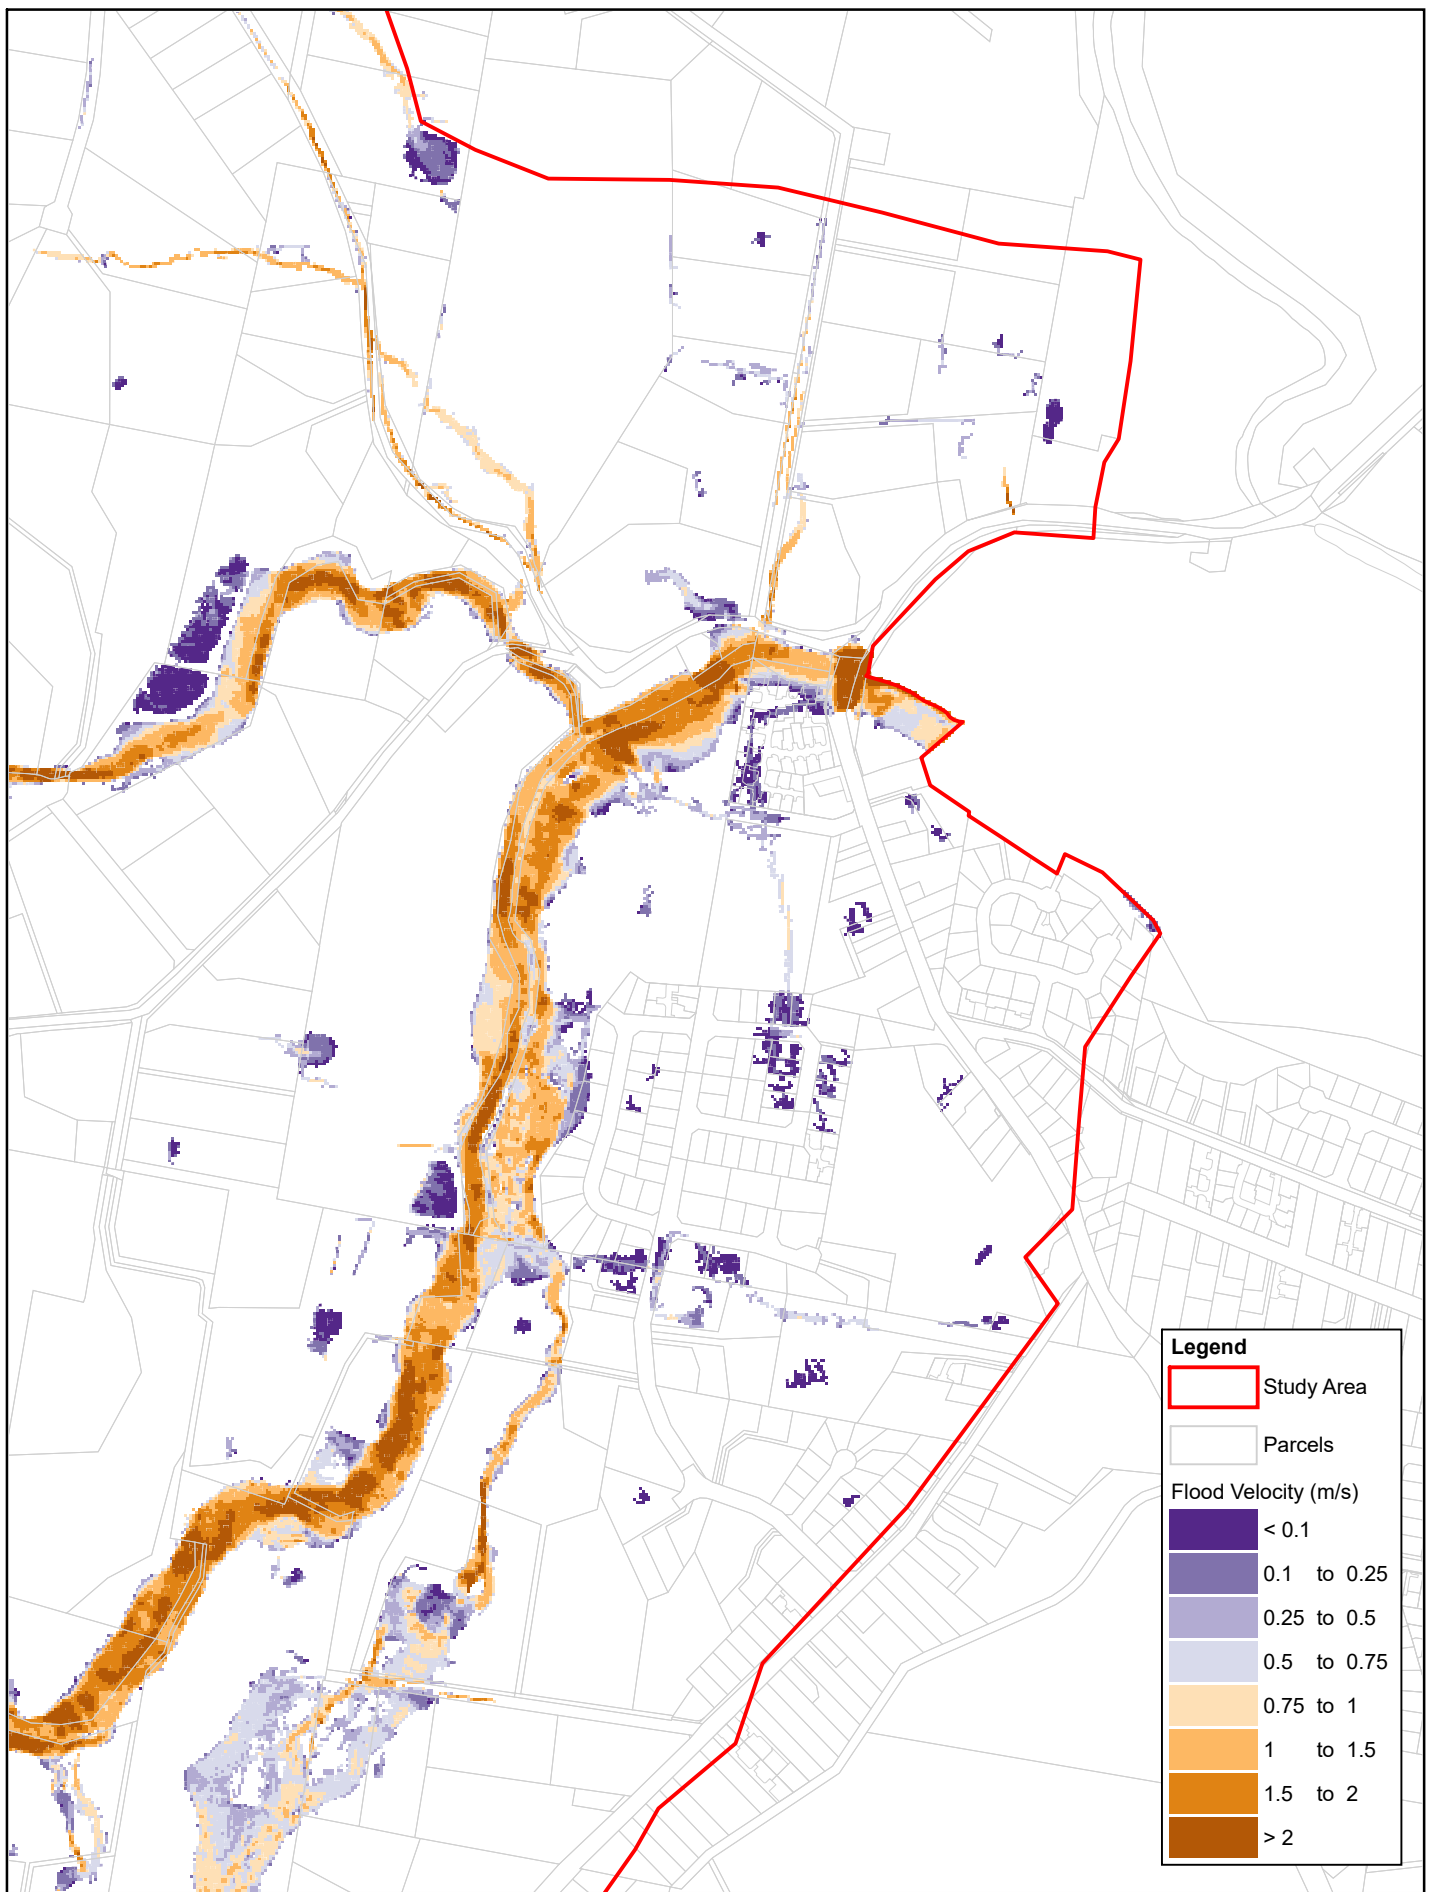 Legend
Study Area
Parcels
Flood Velocity (m/s)
< 0.1
0.1 to 0.25
0.25 to 0.5
0.5 to 0.75
0.75 to 1
1 to 1.5
1.5 to 2
> 2